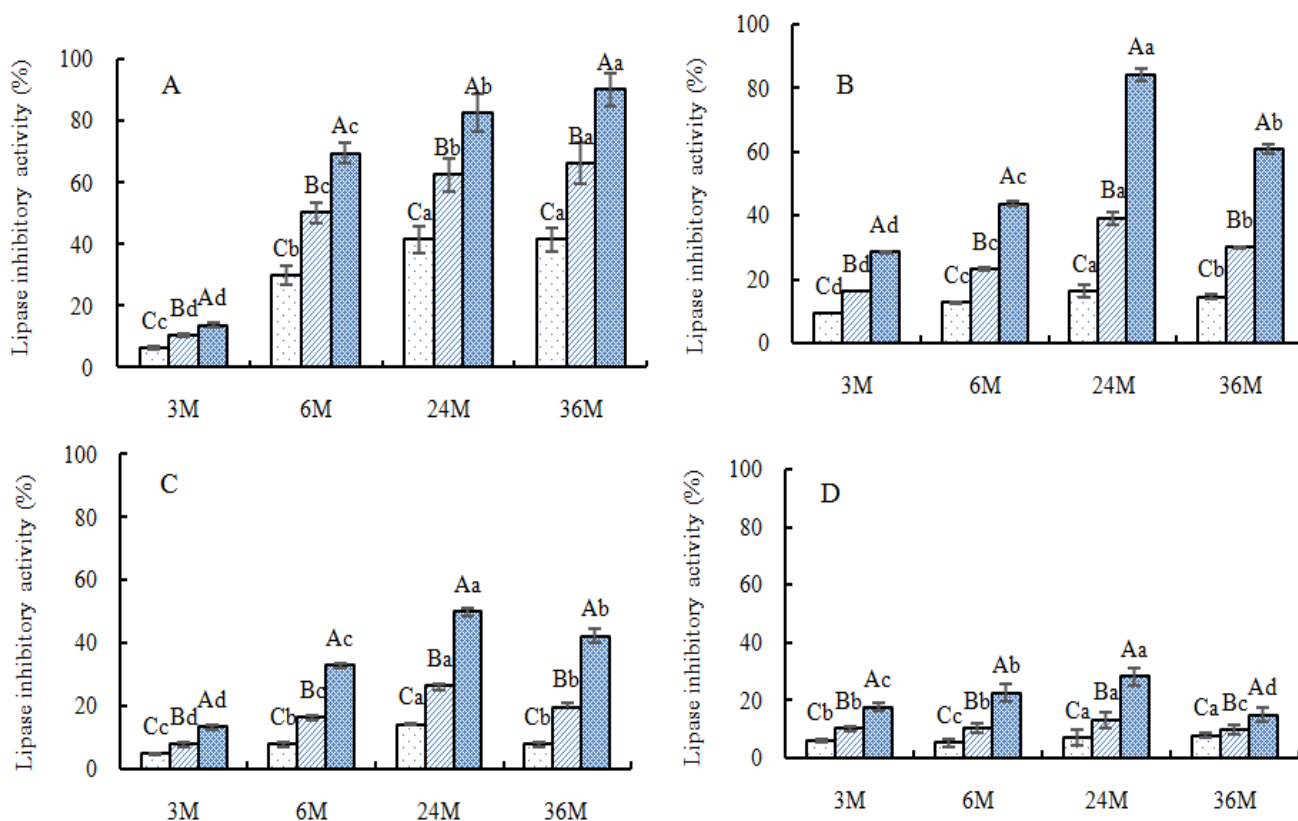 A
Lipase inhibitory activity (%)
100
80
60
40
20
0
Cc Bd Ad
Cb Bc Ac
Ca Bb Ab
Ca Ba Aa
3M 6M 24M 36M
B
Lipase inhibitory activity (%)
100
80
60
40
20
0
Cd Bd Ad
Cc Bc Ac
Ca Ba Aa
Cb Bb Ab
3M 6M 24M 36M
C
Lipase inhibitory activity (%)
100
80
60
40
20
0
Cc Bd Ad
Cb Bc Ac
Ca Ba Aa
Cb Bb Ab
3M 6M 24M 36M
D
Lipase inhibitory activity (%)
100
80
60
40
20
0
Cb Bb Ac
Cc Bb Ab
Ca Ba Aa
Ca Bc Ad
3M 6M 24M 36M